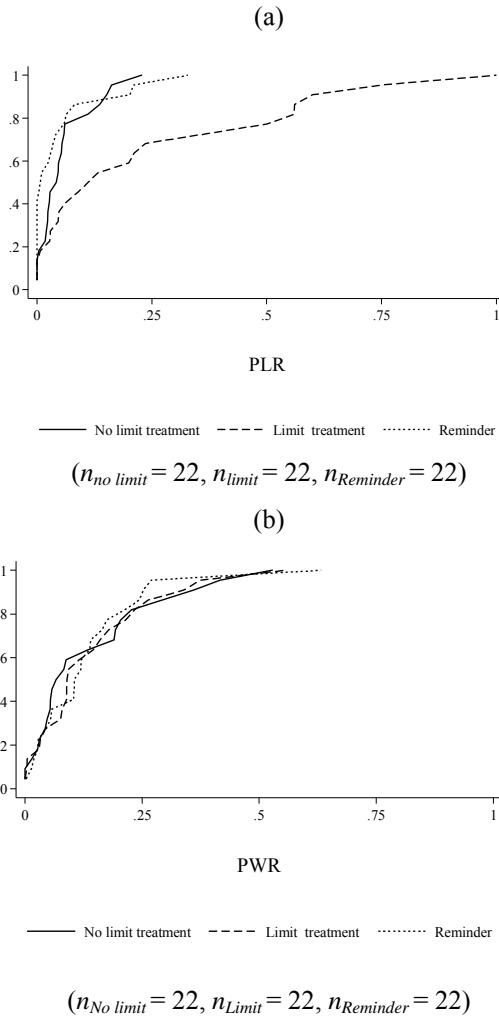 (a)
1
.8
.6
.4
.2
0
0 .25 .5 .75 1
PLR
No limit treatment Limit treatment Reminder
(n_no limit = 22, n_limit = 22, n_Reminder = 22)
(b)
1
.8
.6
.4
.2
0
0 .25 .5 .75 1
PWR
No limit treatment Limit treatment Reminder
(n_No limit = 22, n_Limit = 22, n_Reminder = 22)